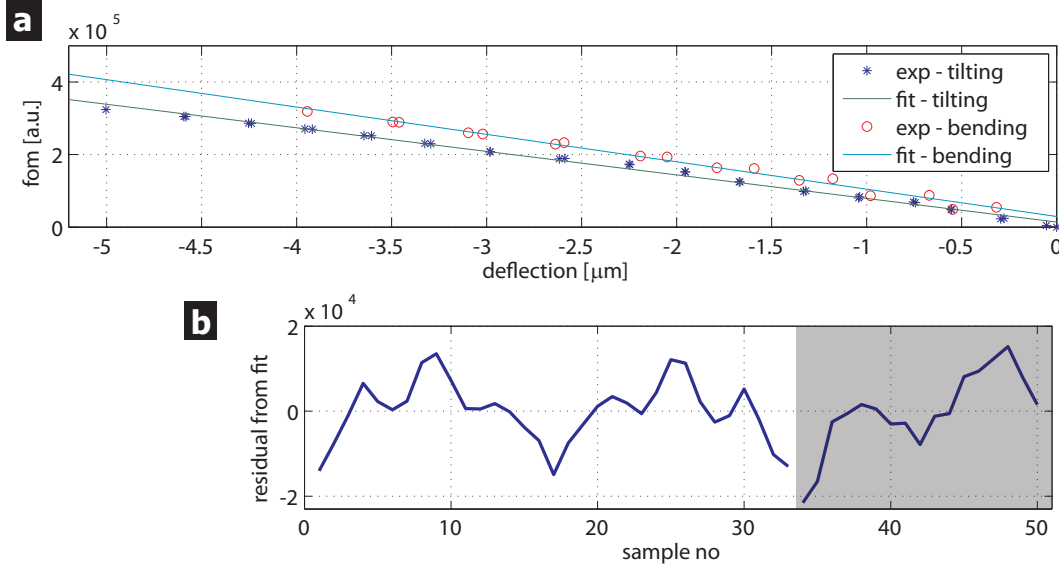 a
x 10 5
fom [a.u.]
4
2
0
exp - tilting
fit - tilting
exp - bending
fit - bending
-5 -4.5 -4 -3.5 -3 -2.5 -2 -1.5 -1 -0.5 0
deflection [μm]
b
x 10 4
residual from fit
2
0
-2
0 10 20 30 40 50
sample no